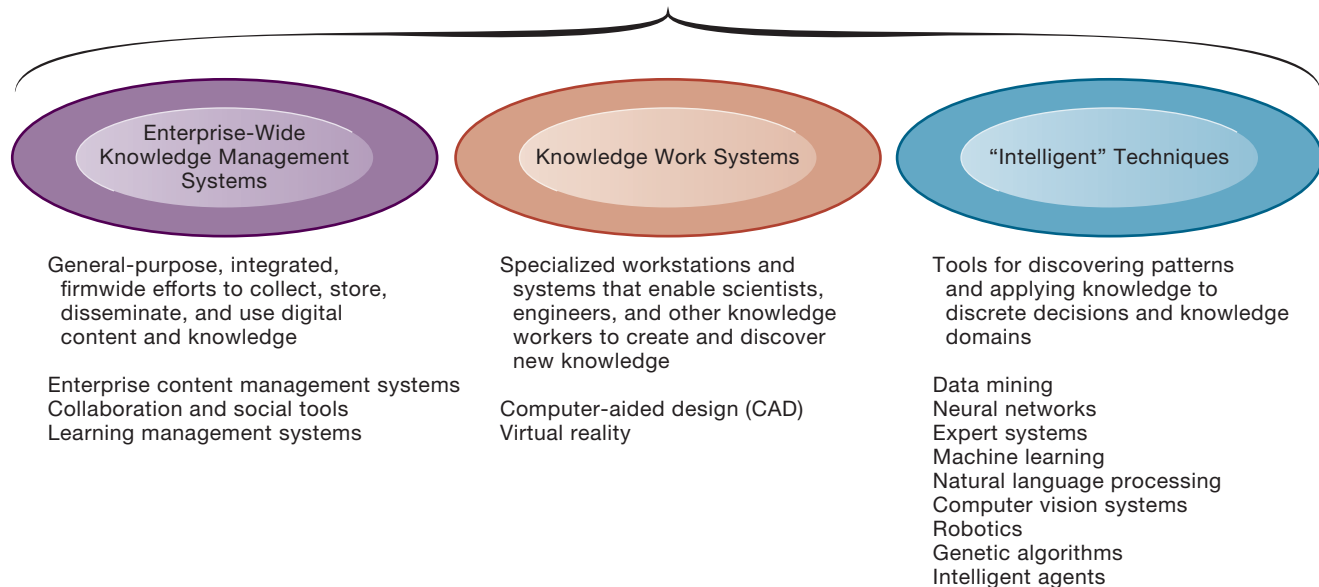 Enterprise-Wide
Knowledge Management
Systems
General-purpose, integrated,
firmwide efforts to collect, store,
disseminate, and use digital
content and knowledge
Enterprise content management systems
Collaboration and social tools
Learning management systems
Knowledge Work Systems
Specialized workstations and
systems that enable scientists,
engineers, and other knowledge
workers to create and discover
new knowledge
Computer-aided design (CAD)
Virtual reality
“Intelligent” Techniques
Tools for discovering patterns
and applying knowledge to
discrete decisions and knowledge
domains
Data mining
Neural networks
Expert systems
Machine learning
Natural language processing
Computer vision systems
Robotics
Genetic algorithms
Intelligent agents